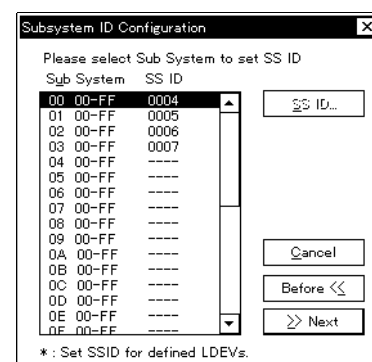 Subsystem ID Configuration X
Please select Sub System to set SS ID
Sub System SS ID
00 00-FF 0004
01 00-FF 0005
02 00-FF 0006
03 00-FF 0007
04 00-FF ----
05 00-FF ----
06 00-FF ----
07 00-FF ----
08 00-FF ----
09 00-FF ----
0A 00-FF ----
0B 00-FF ----
0C 00-FF ----
0D 00-FF ----
0E 00-FF ----
0F 00-FF ----
SS ID...
Cancel
Before <<
>> Next
* : Set SSID for defined LDEVs.